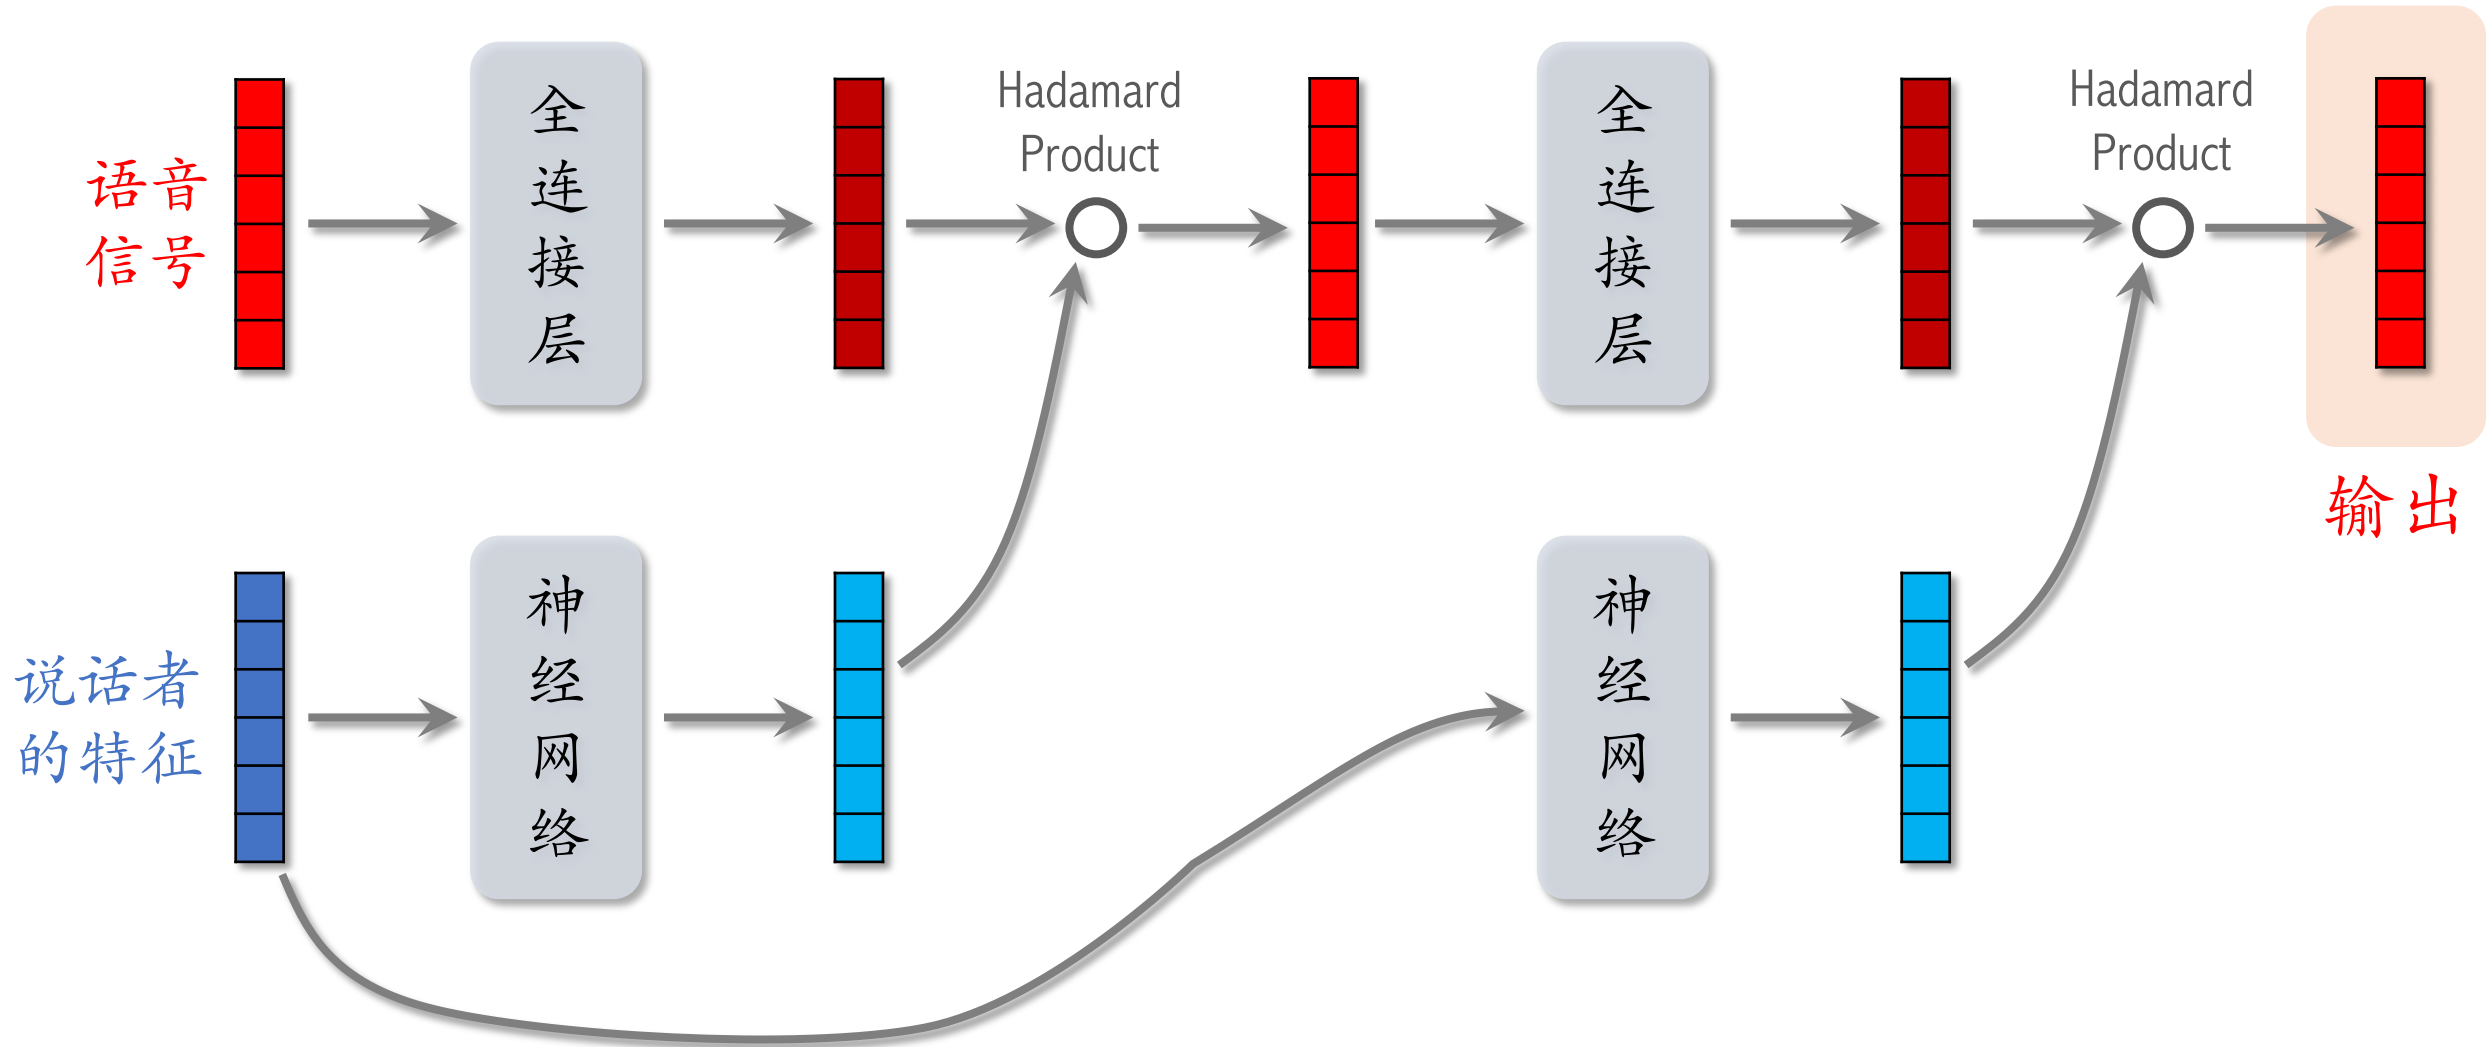 语音
信号
全
连
接
层
Hadamard
Product
全
连
接
层
Hadamard
Product
输出
说话者
的特征
神
经
网
络
神
经
网
络